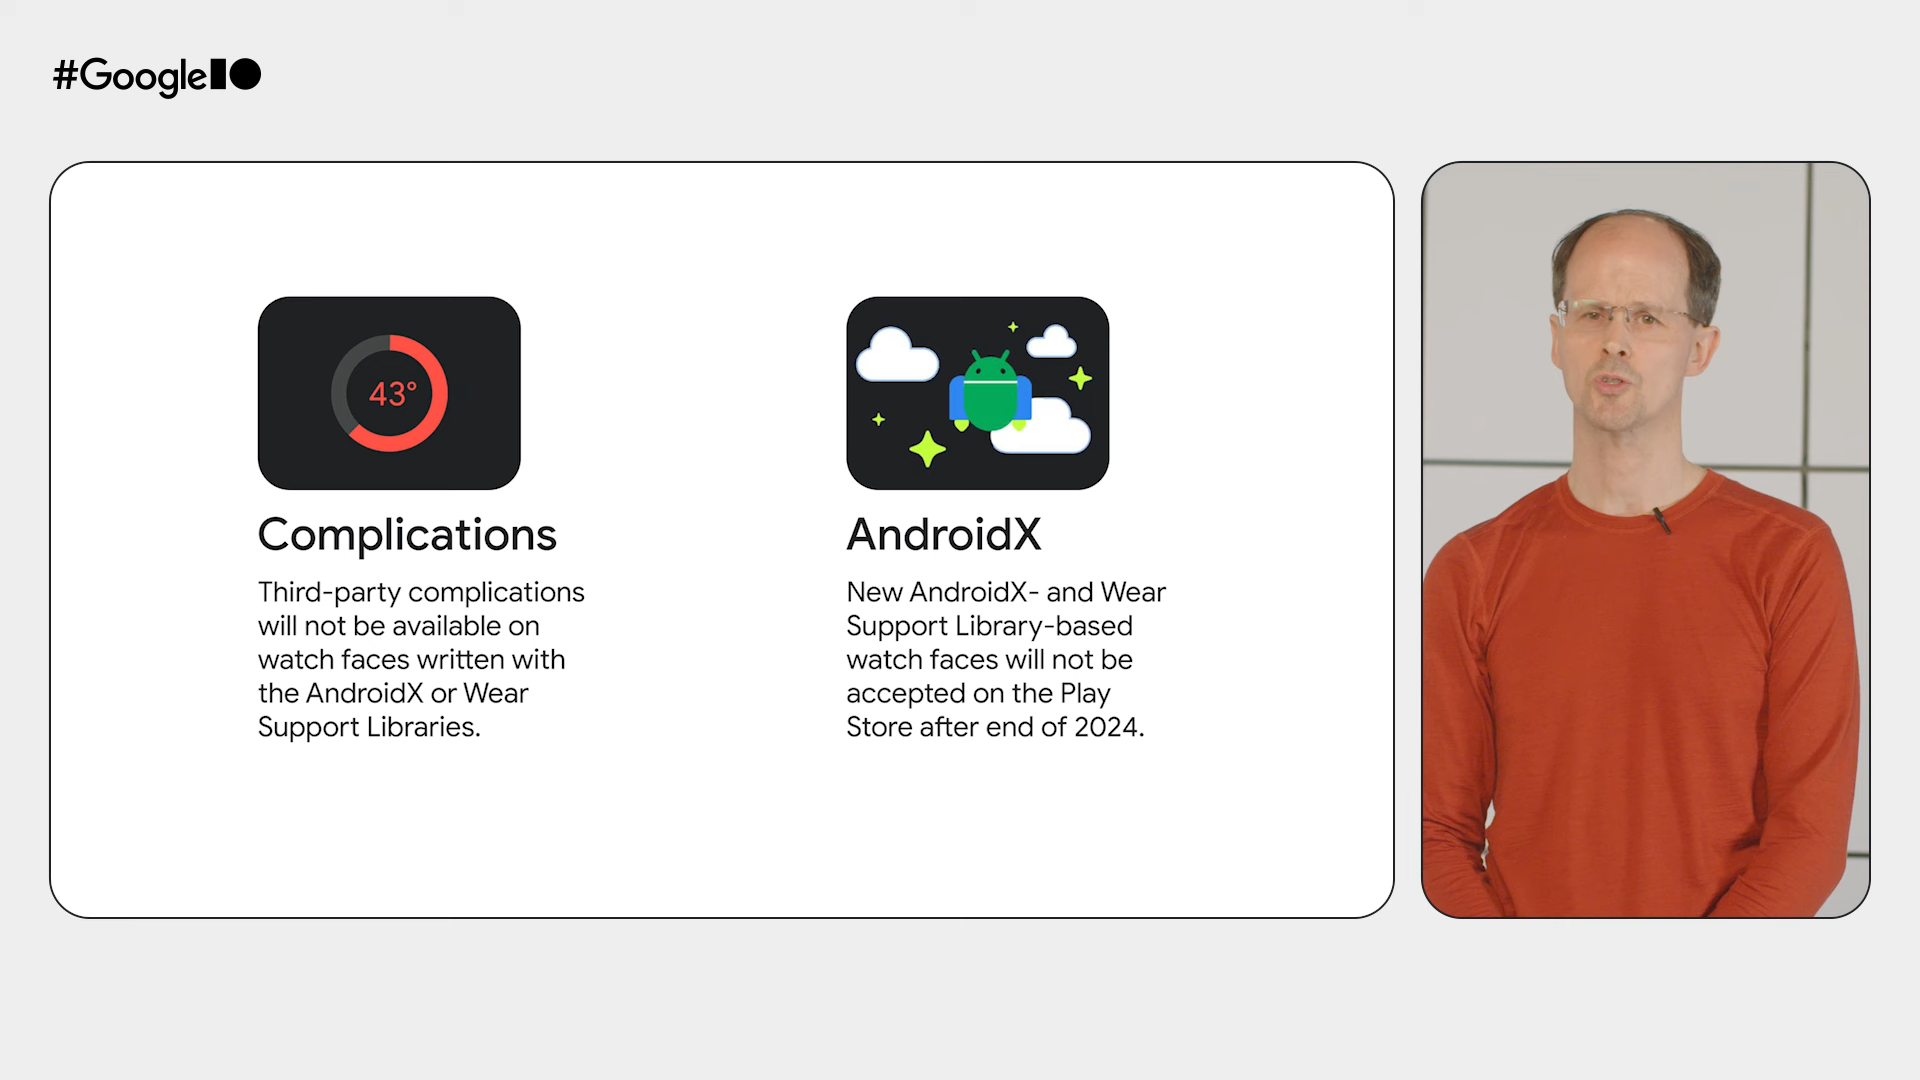 #GoogleIO
43°
Complications
Third-party complications
will not be available on
watch faces written with
the AndroidX or Wear
Support Libraries.
AndroidX
New AndroidX- and Wear
Support Library-based
watch faces will not be
accepted on the Play
Store after end of 2024.